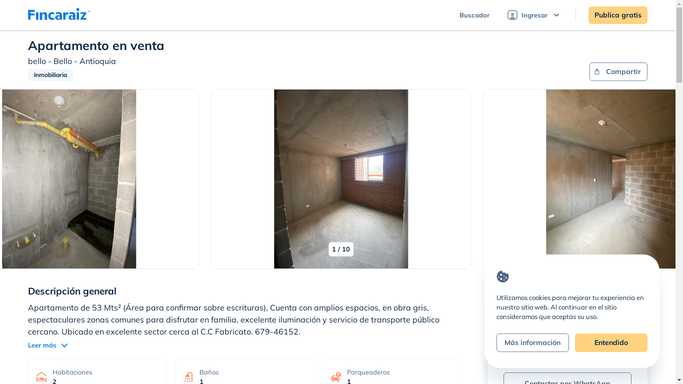 Fincaraiz
Buscador
Ingresar
Publica gratis
Apartamento en venta
bello - Bello - Antioquia
Inmobiliaria
Compartir
1 / 10
Descripción general
Apartamento de 53 Mts² (Área para confirmar sobre escrituras), Cuenta con amplios espacios, en obra gris,
espectaculares zonas comunes para disfrutar en familia, excelente iluminación y servicio de transporte público
cercano. Ubicado en excelente sector cerca al C.C Fabricato. 679-46152.
Leer más
Habitaciones
2
Baños
1
Parqueaderos
1
Utilizamos cookies para mejorar tu experiencia en
nuestro sitio web. Al continuar en el sitio
consideramos que aceptas su uso.
Más información
Entendido
Contactar por WhatsApp